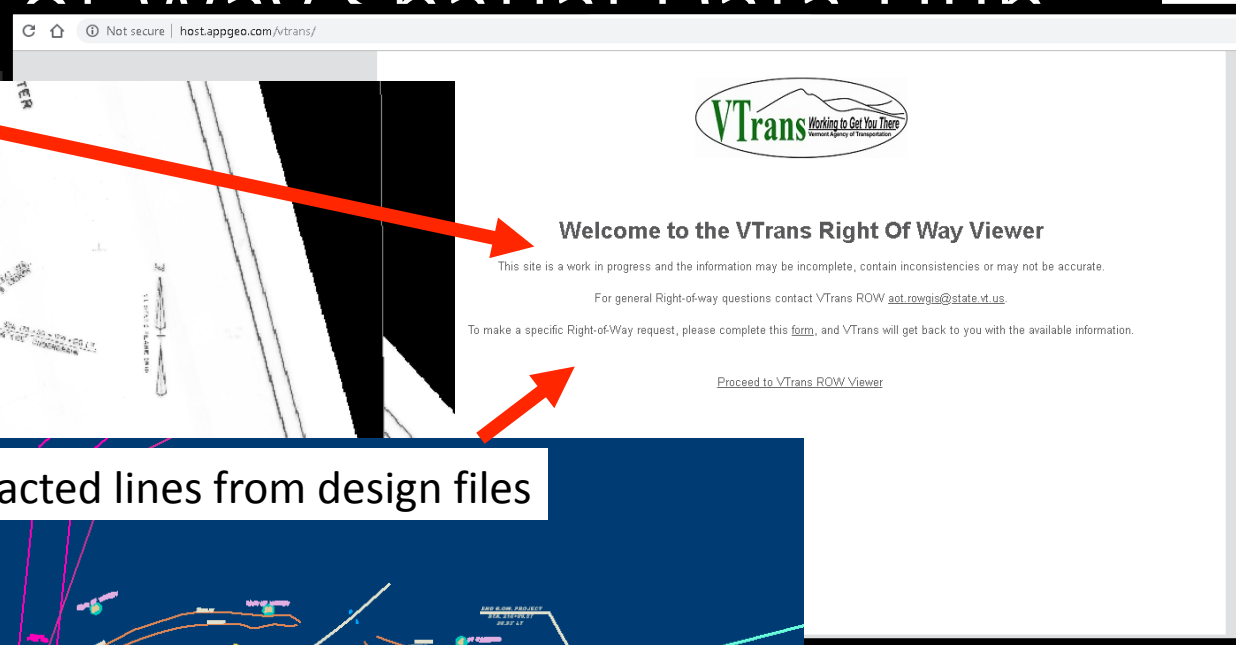 Not secure | host.appgeo.com/vtrans/
VTrans Working to Get You There
Vermont Agency of Transportation
Welcome to the VTrans Right Of Way Viewer
This site is a work in progress and the information may be incomplete, contain inconsistencies or may not be accurate.
For general Right-of-way questions contact VTrans ROW aot.rowgis@state.vt.us.
To make a specific Right-of-Way request, please complete this form, and VTrans will get back to you with the available information.
Proceed to VTrans ROW Viewer
acted lines from design files
END R.O.W. PROJECT